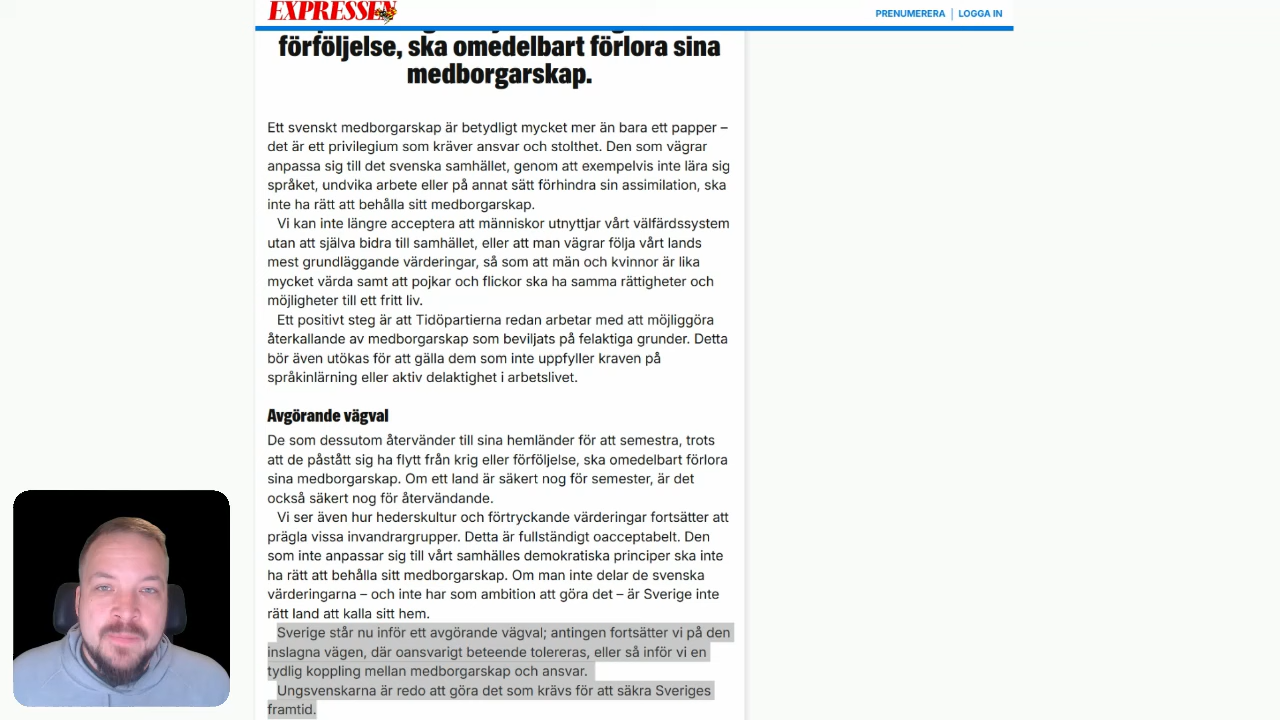 EXPRESSEN
PRENUMERERA | LOGGA IN
förföljelse, ska omedelbart förlora sina
medborgarskap.
Ett svenskt medborgarskap är betydligt mycket mer än bara ett papper –
det är ett privilegium som kräver ansvar och stolthet. Den som vägrar
anpassa sig till det svenska samhället, genom att exempelvis inte lära sig
språket, undvika arbete eller på annat sätt förhindra sin assimilation, ska
inte ha rätt att behålla sitt medborgarskap.
Vi kan inte längre acceptera att människor utnyttjar vårt välfärdssystem
utan att själva bidra till samhället, eller att man vägrar följa vårt lands
mest grundläggande värderingar, så som att män och kvinnor är lika
mycket värda samt att pojkar och flickor ska ha samma rättigheter och
möjligheter till ett fritt liv.
Ett positivt steg är att Tidöpartierna redan arbetar med att möjliggöra
återkallande av medborgarskap som beviljats på felaktiga grunder. Detta
bör även utökas för att gälla dem som inte uppfyller kraven på
språkinlärning eller aktiv delaktighet i arbetslivet.
Avgörande vägval
De som dessutom återvänder till sina hemländer för att semestra, trots
att de påstått sig ha flytt från krig eller förföljelse, ska omedelbart förlora
sina medborgarskap. Om ett land är säkert nog för semester, är det
också säkert nog för återvändande.
Vi ser även hur hederskultur och förtryckande värderingar fortsätter att
prägla vissa invandrargrupper. Detta är fullständigt oacceptabelt. Den
som inte anpassar sig till vårt samhälles demokratiska principer ska inte
ha rätt att behålla sitt medborgarskap. Om man inte delar de svenska
värderingarna – och inte har som ambition att göra det – är Sverige inte
rätt land att kalla sitt hem.
Sverige står nu inför ett avgörande vägval; antingen fortsätter vi på den
inslagna vägen, där oansvarigt beteende tolereras, eller så inför vi en
tydlig koppling mellan medborgarskap och ansvar.
Ungsvenskarna är redo att göra det som krävs för att säkra Sveriges
framtid.